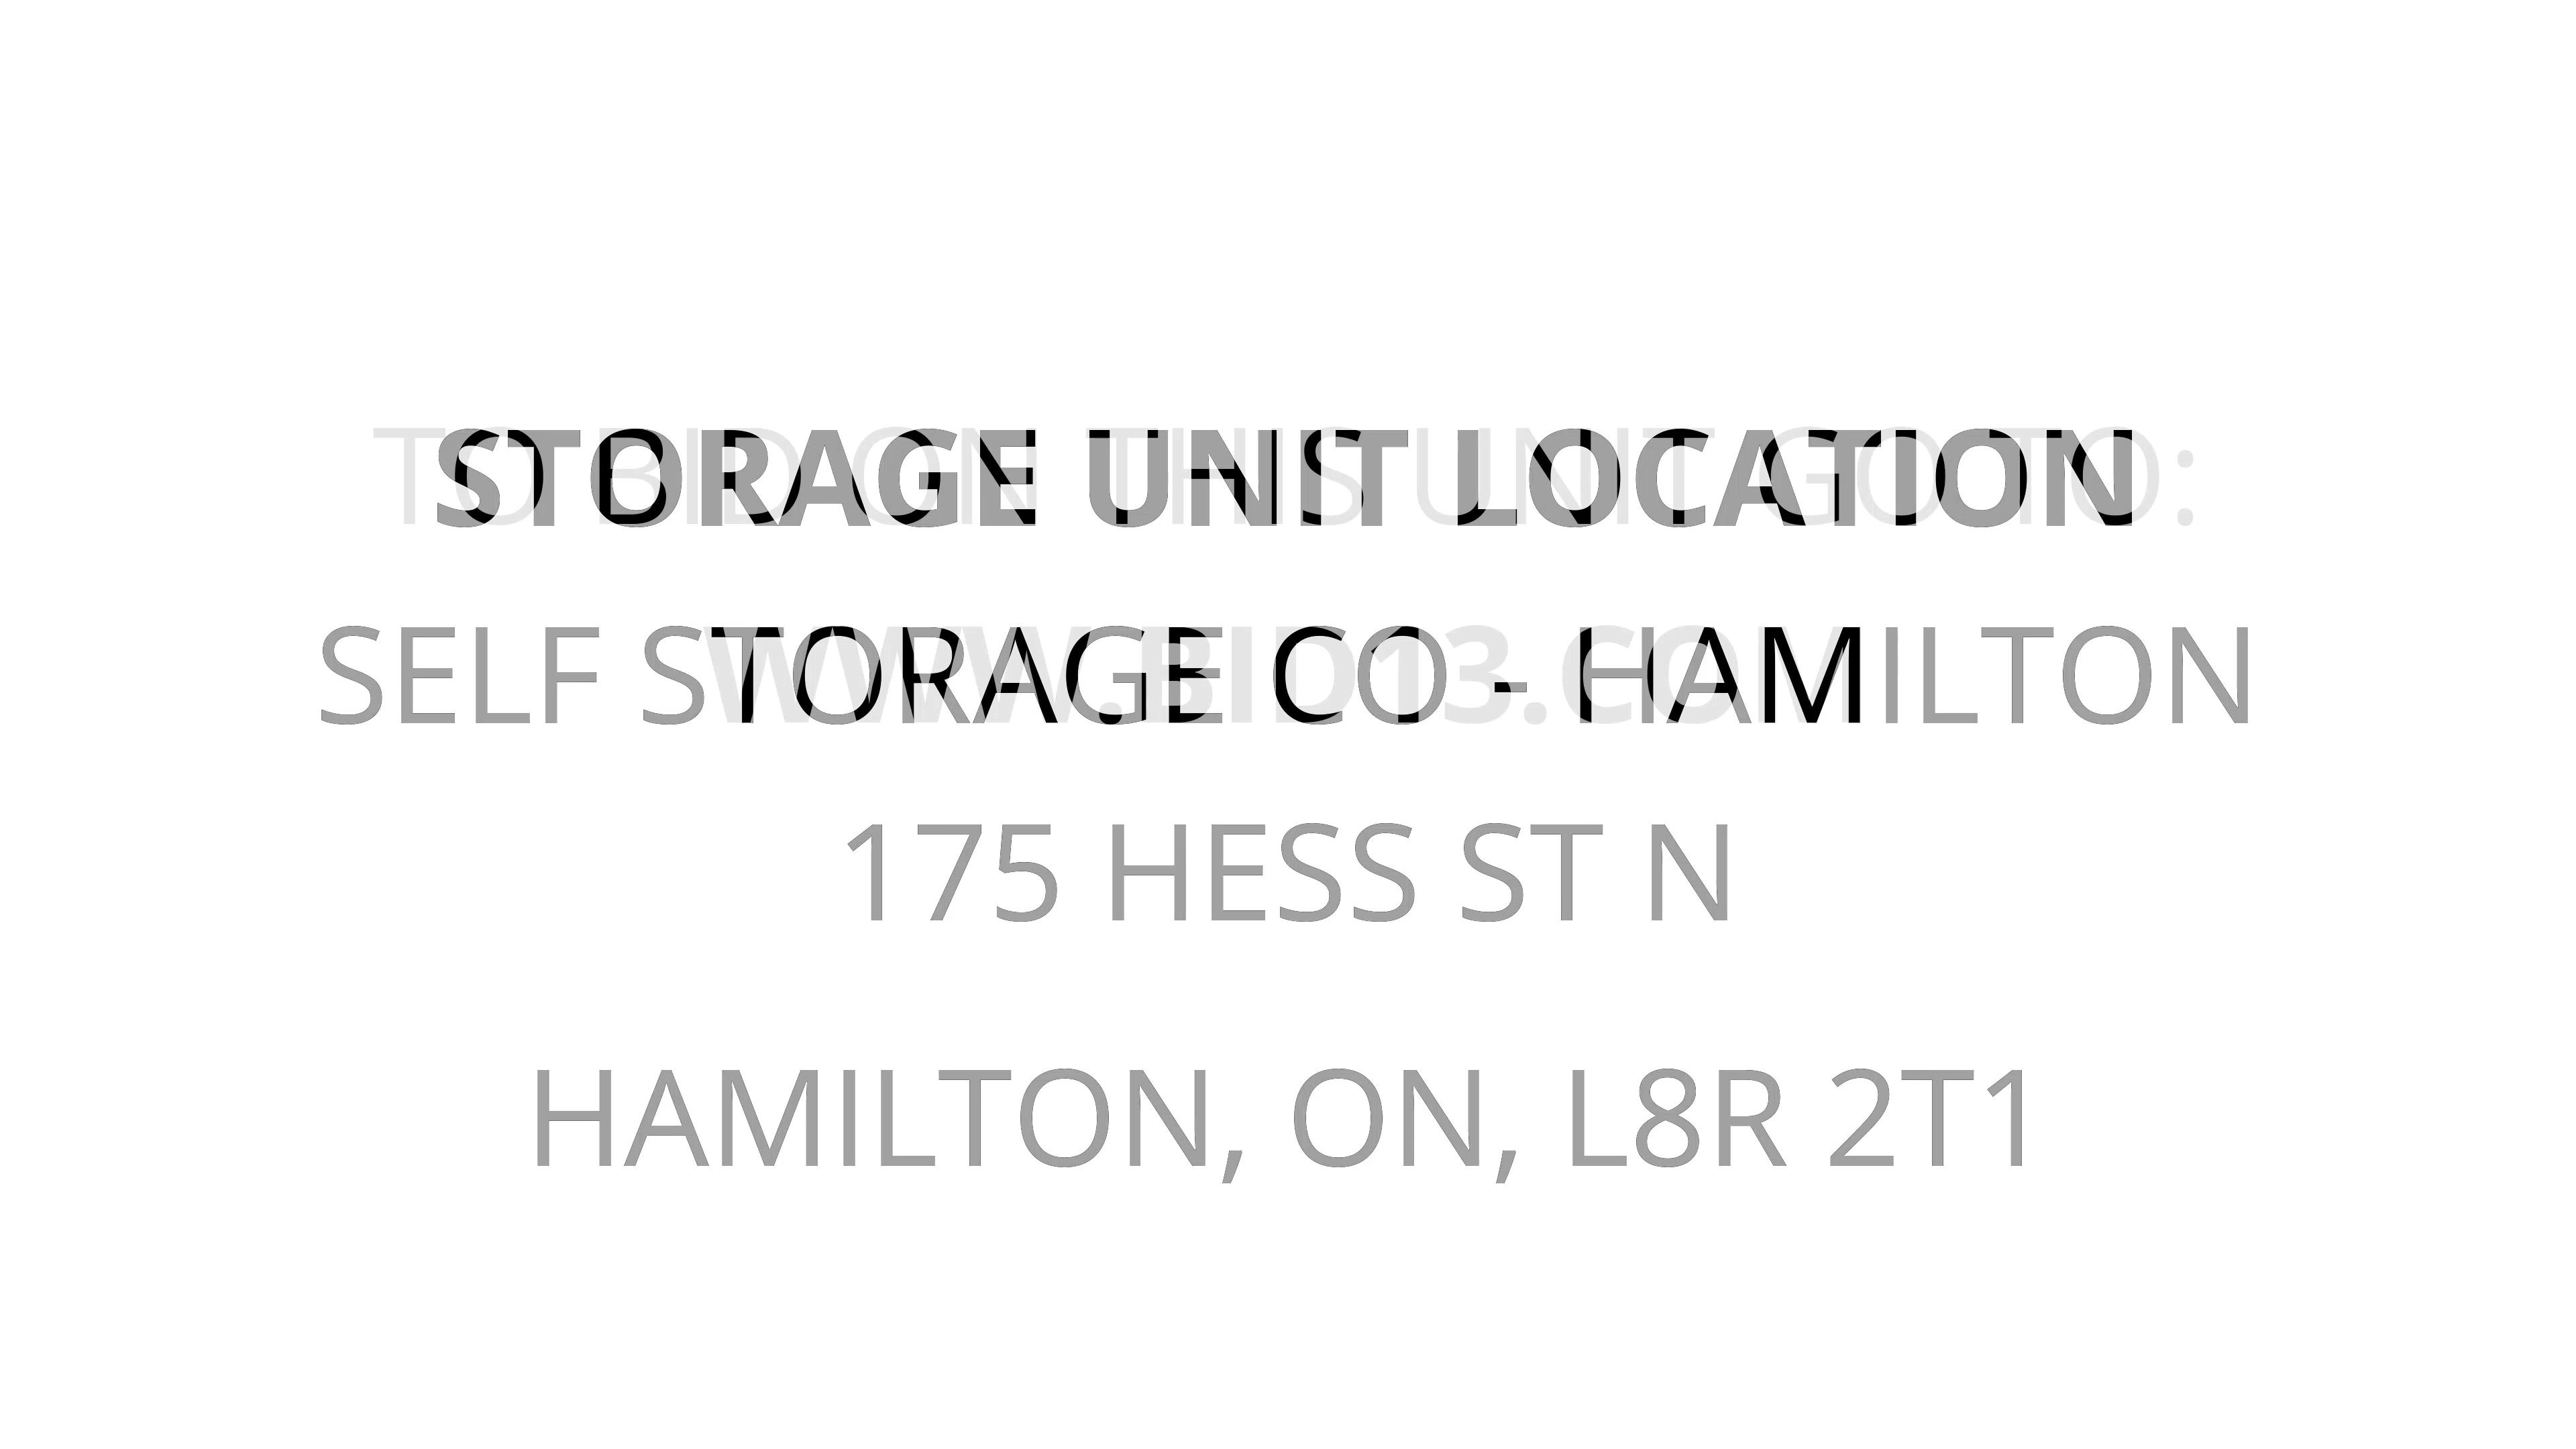 TO BID ON THIS UNIT GO TO:
WWW.BID13.COM
STORAGE UNIT LOCATION
SELF STORAGE CO - HAMILTON
175 HESS ST N
HAMILTON, ON, L8R 2T1